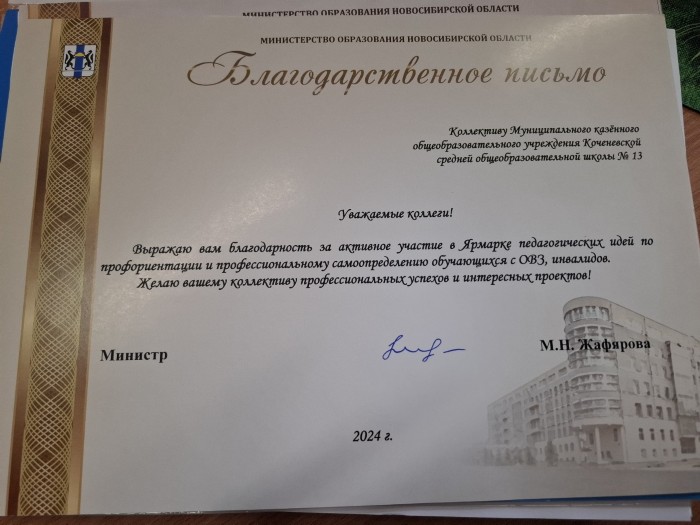 МИНИСТЕРСТВО ОБРАЗОВАНИЯ НОВОСИБИРСКОЙ ОБЛАСТИ
МИНИСТЕРСТВО ОБРАЗОВАНИЯ НОВОСИБИРСКОЙ ОБЛАСТИ
Благодарственное письмо
Коллективу Муниципального казённого
общеобразовательного учреждения Коченевской
средней общеобразовательной школы № 13
Уважаемые коллеги!
Выражаю вам благодарность за активное участие в Ярмарке педагогических идей по
профориентации и профессиональному самоопределению обучающихся с ОВЗ, инвалидов.
Желаю вашему коллективу профессиональных успехов и интересных проектов!
Министр
М.Н. Жафярова
2024 г.